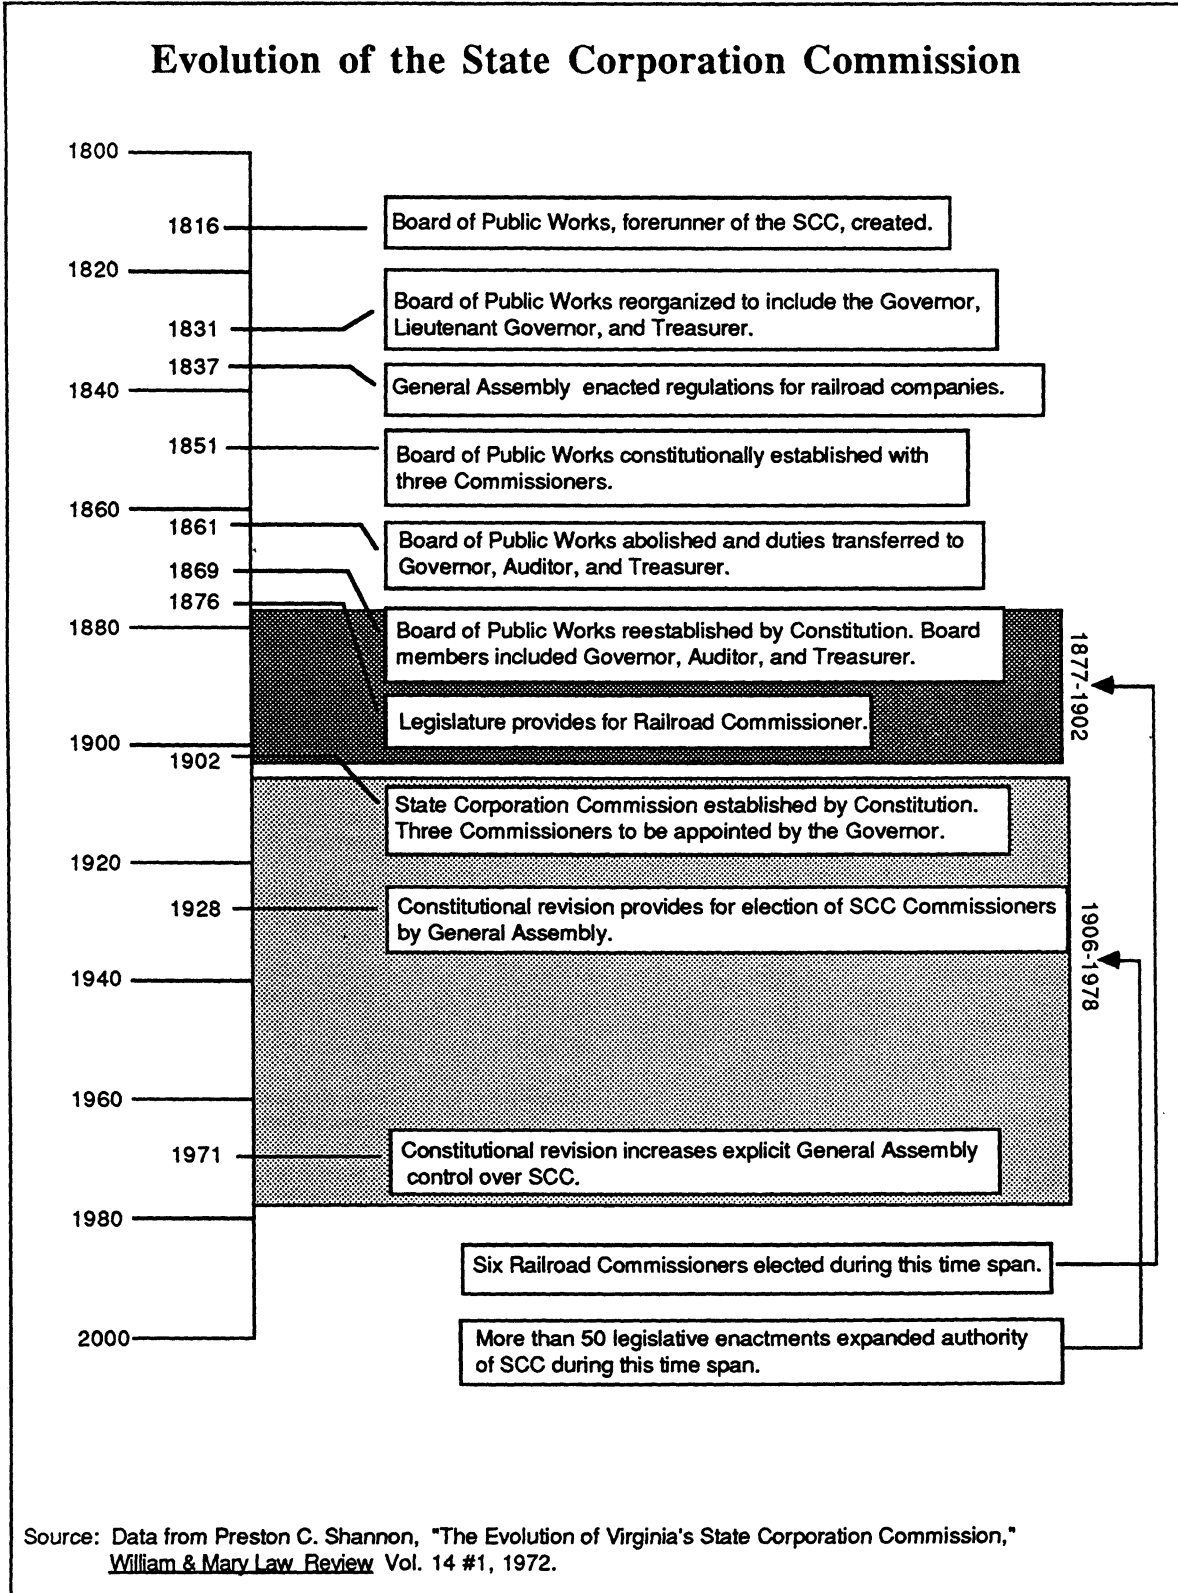 Evolution of the State Corporation Commission
1800
1816
Board of Public Works, forerunner of the SCC, created.
1820
Board of Public Works reorganized to include the Governor,
Lieutenant Governor, and Treasurer.
1831
1837
General Assembly enacted regulations for railroad companies.
1840
1851
Board of Public Works constitutionally established with
three Commissioners.
1860
1861
Board of Public Works abolished and duties transferred to
Governor, Auditor, and Treasurer.
1869
1876
1880
Board of Public Works reestablished by Constitution. Board
members included Governor, Auditor, and Treasurer.
1877-1902
Legislature provides for Railroad Commissioner.
1900
1902
State Corporation Commission established by Constitution.
Three Commissioners to be appointed by the Governor.
1920
1928
Constitutional revision provides for election of SCC Commissioners
by General Assembly.
1906-1978
1940
1960
1971
Constitutional revision increases explicit General Assembly
control over SCC.
1980
Six Railroad Commissioners elected during this time span.
2000
More than 50 legislative enactments expanded authority
of SCC during this time span.
Source: Data from Preston C. Shannon, "The Evolution of Virginia's State Corporation Commission,"
William & Mary Law Review Vol. 14 #1, 1972.